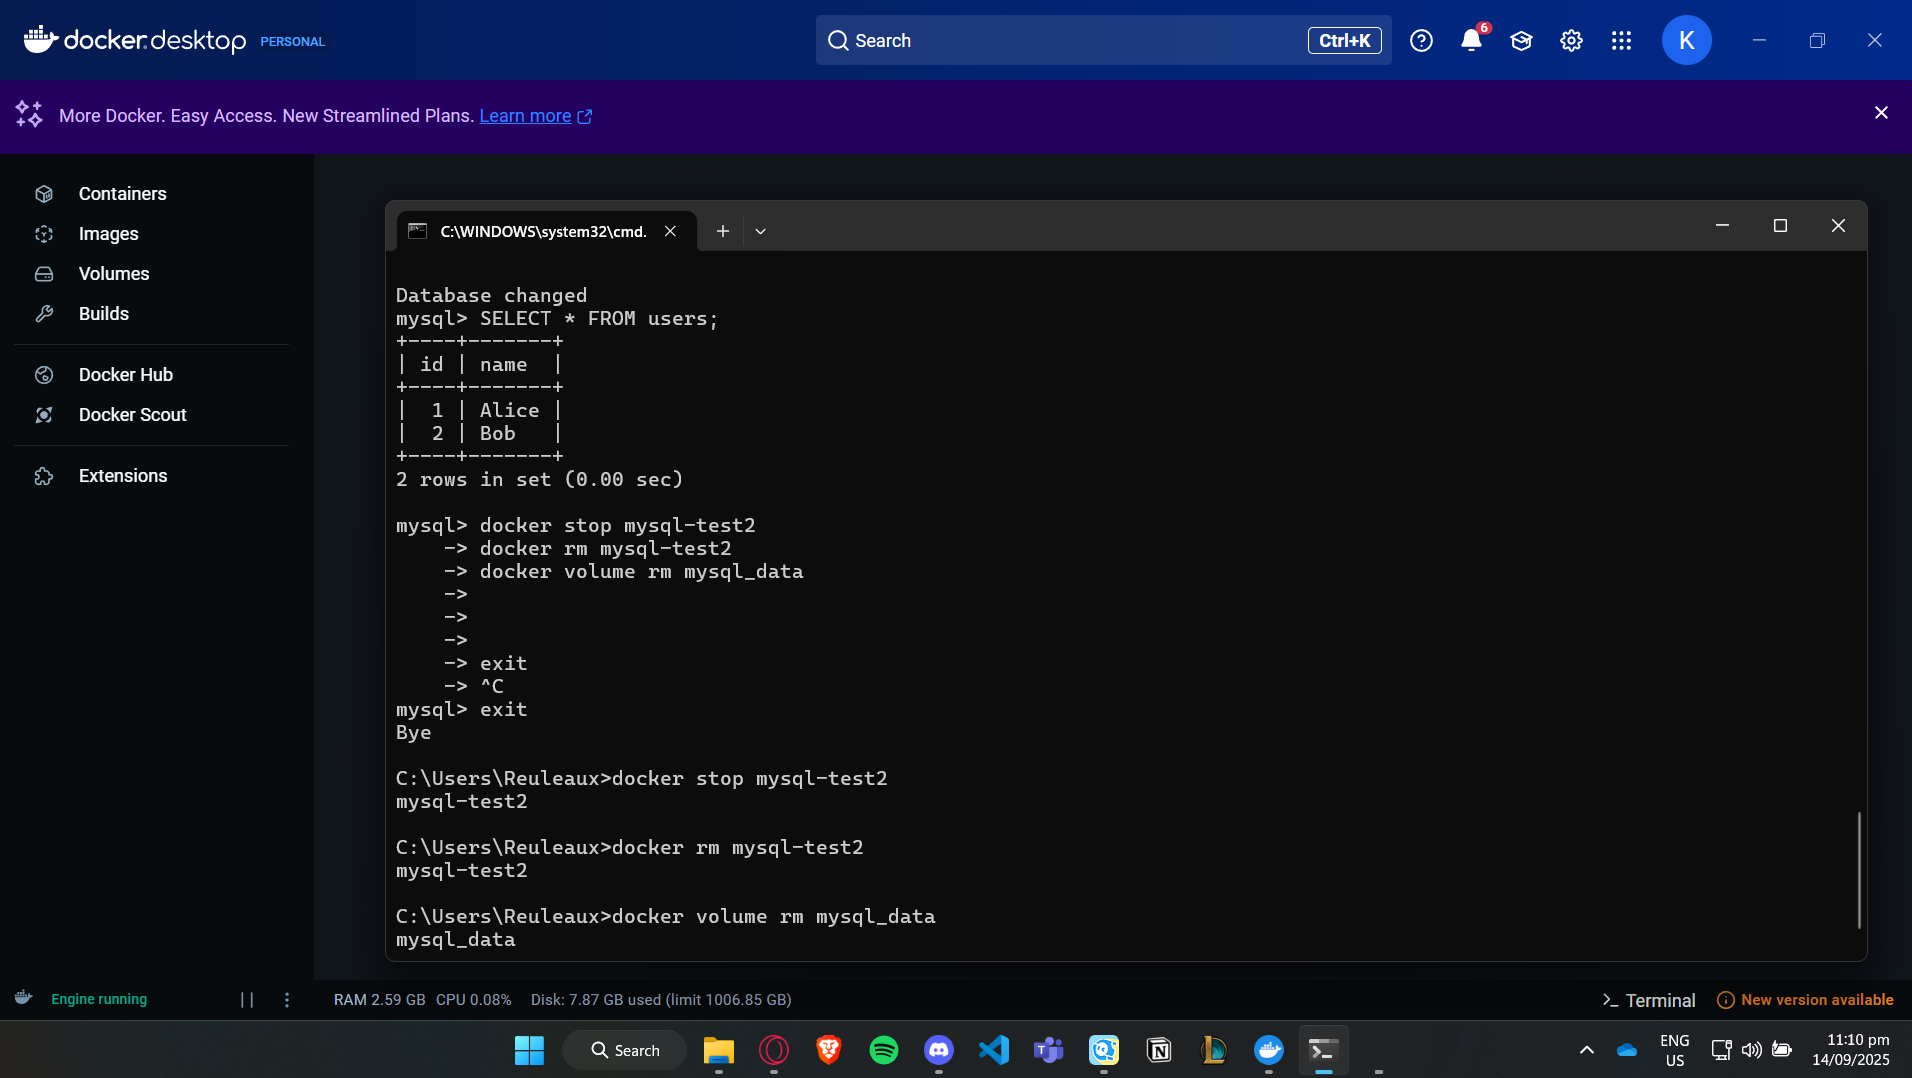 docker.desktop PERSONAL
Search Ctrl+K
6
K
More Docker. Easy Access. New Streamlined Plans. Learn more
Containers
Images
Volumes
Builds
Docker Hub
Docker Scout
Extensions
C:\WINDOWS\system32\cmd.
Database changed
mysql> SELECT * FROM users;
+----+-------+
| id | name  |
+----+-------+
|  1 | Alice |
|  2 | Bob   |
+----+-------+
2 rows in set (0.00 sec)
mysql> docker stop mysql-test2
    -> docker rm mysql-test2
    -> docker volume rm mysql_data
    ->
    ->
    ->
    -> exit
    -> ^C
mysql> exit
Bye
C:\Users\Reuleaux>docker stop mysql-test2
mysql-test2
C:\Users\Reuleaux>docker rm mysql-test2
mysql-test2
C:\Users\Reuleaux>docker volume rm mysql_data
mysql_data
Engine running
RAM 2.59 GB CPU 0.08% Disk: 7.87 GB used (limit 1006.85 GB)
Terminal
New version available
Search
ENG
US
11:10 pm
14/09/2025